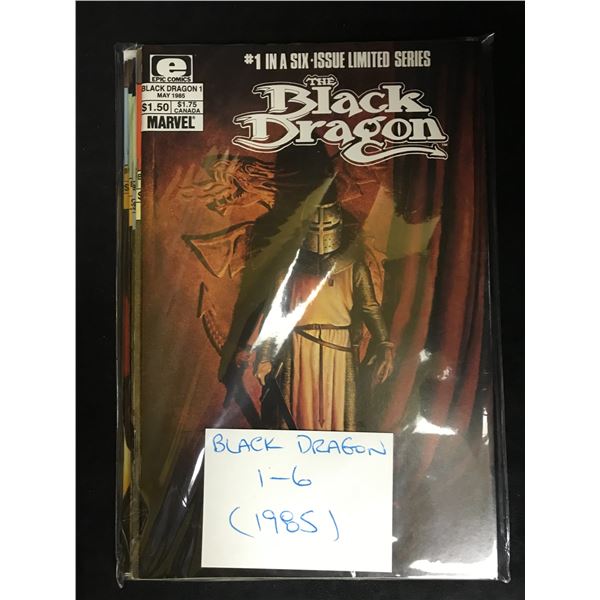 #1 IN A SIX-ISSUE LIMITED SERIES
e
EPIC COMICS
BLACK DRAGON 1
MAY 1985
$1.50
$1.75
CANADA
MARVEL
THE
Black
Dragon
BLACK DRAGON
1-6
(1985)